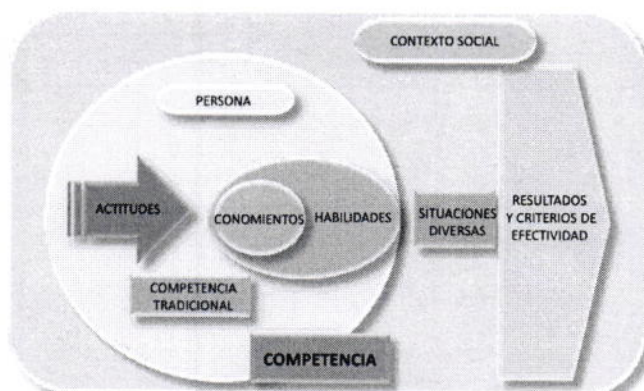 CONTEXTO SOCIAL
PERSONA
ACTITUDES
CONOMIENTOS
HABILIDADES
SITUACIONES
DIVERSAS
RESULTADOS
Y CRITERIOS DE
EFECTIVIDAD
COMPETENCIA
TRADICIONAL
COMPETENCIA